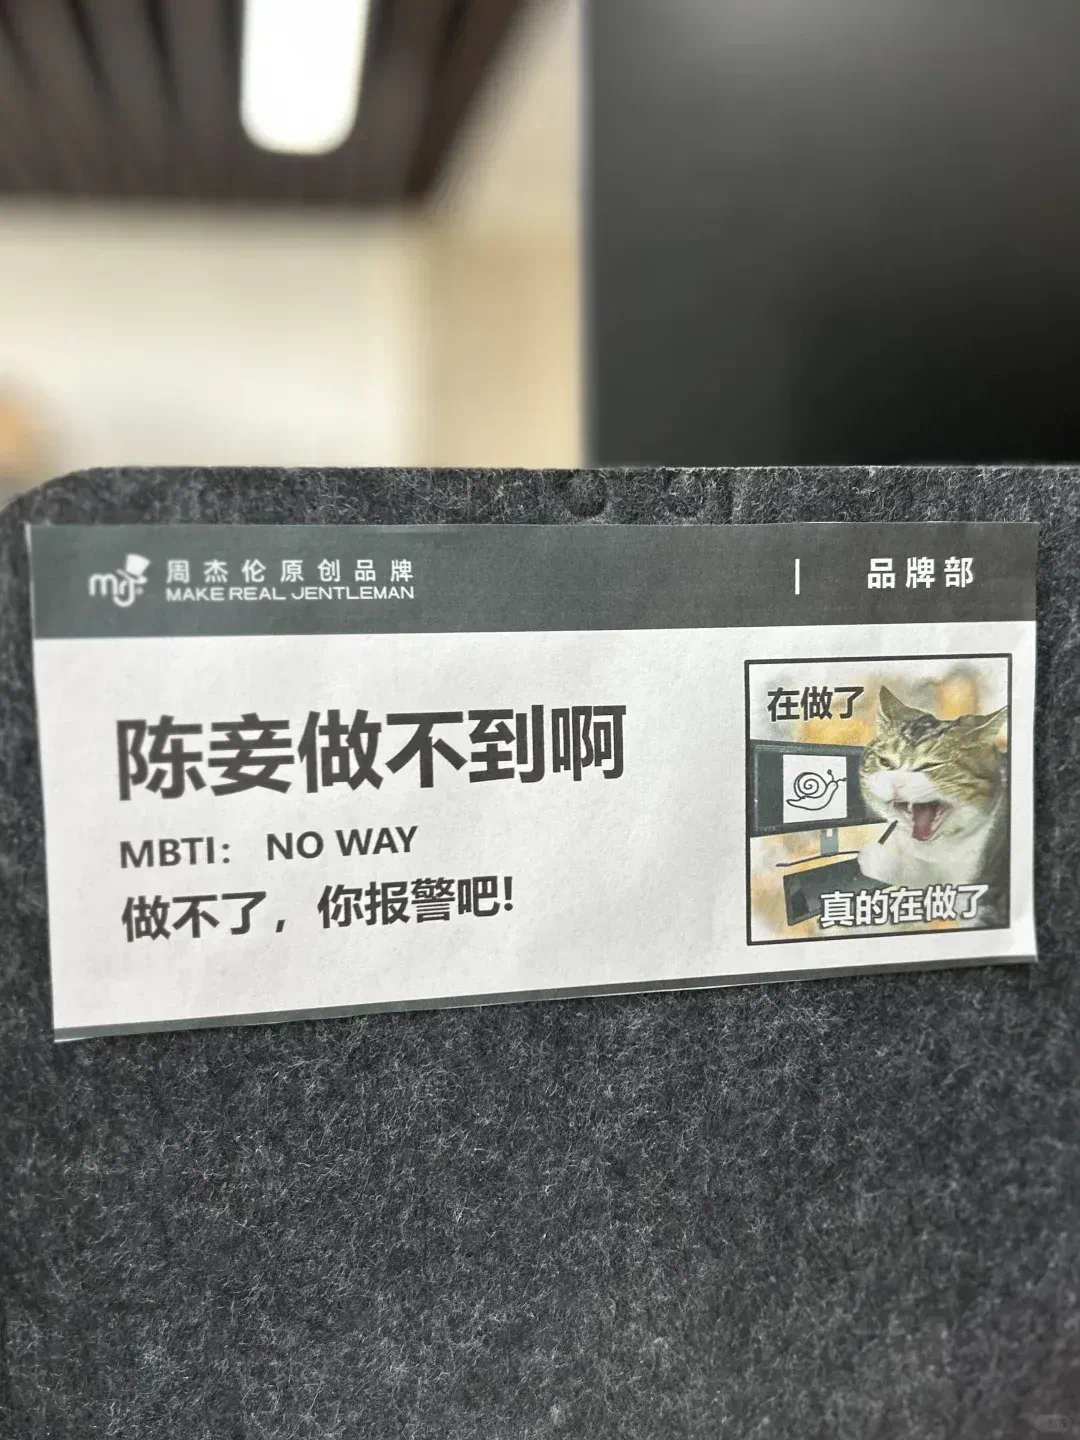 mrj. 周杰伦原创品牌
MAKE REAL JENTLEMAN
| 品牌部
陈妾做不到啊
MBTI: NO WAY
做不了，你报警吧!
在做了
真的在做了